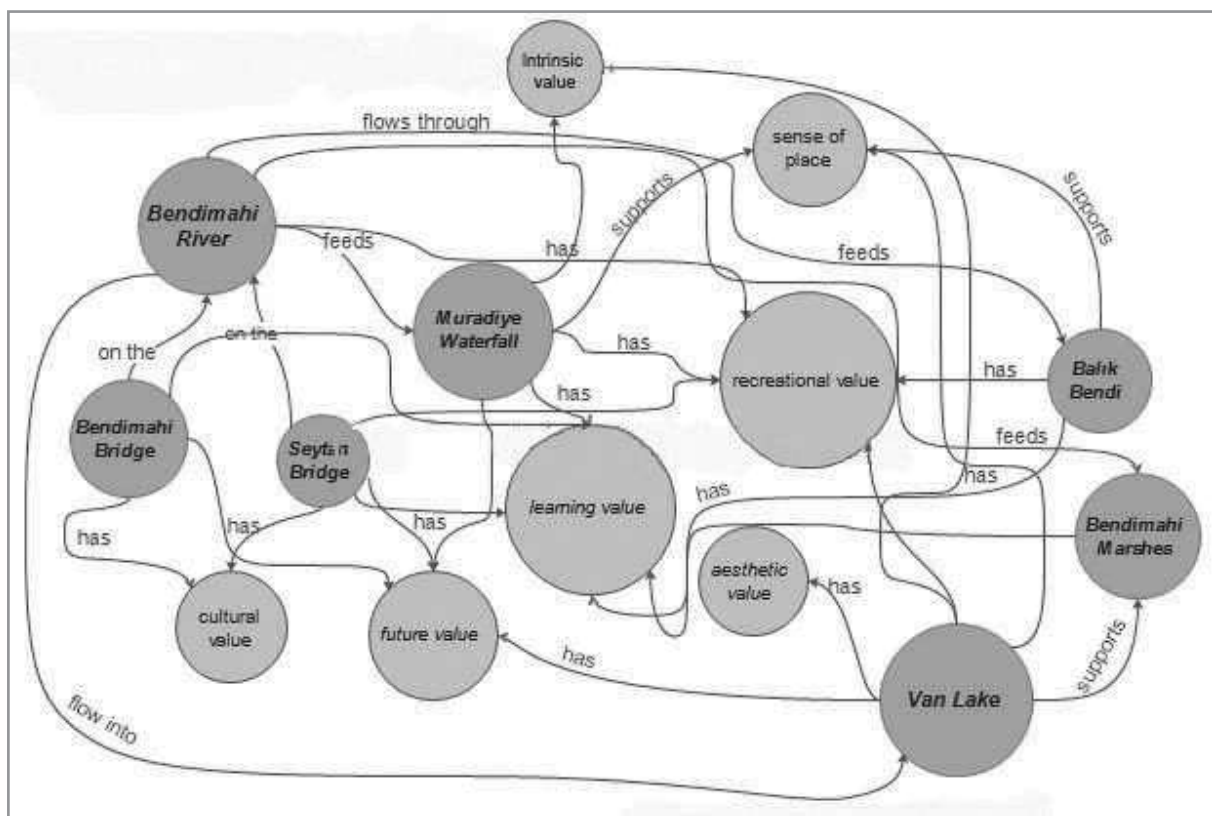 Intrinsic
value
flows through
sense of
place
supports
supports
Bendimahi
River
feeds
has
feeds
Muradiye
Waterfall
on the
on the
has
recreational value
has
Balık
Bendi
Bendimahi
Bridge
Seytan
Bridge
has
feeds
has
has
learning value
Bendimahi
Marshes
has
has
has
aesthetic
value
has
cultural
value
future value
has
supports
Van Lake
flow into